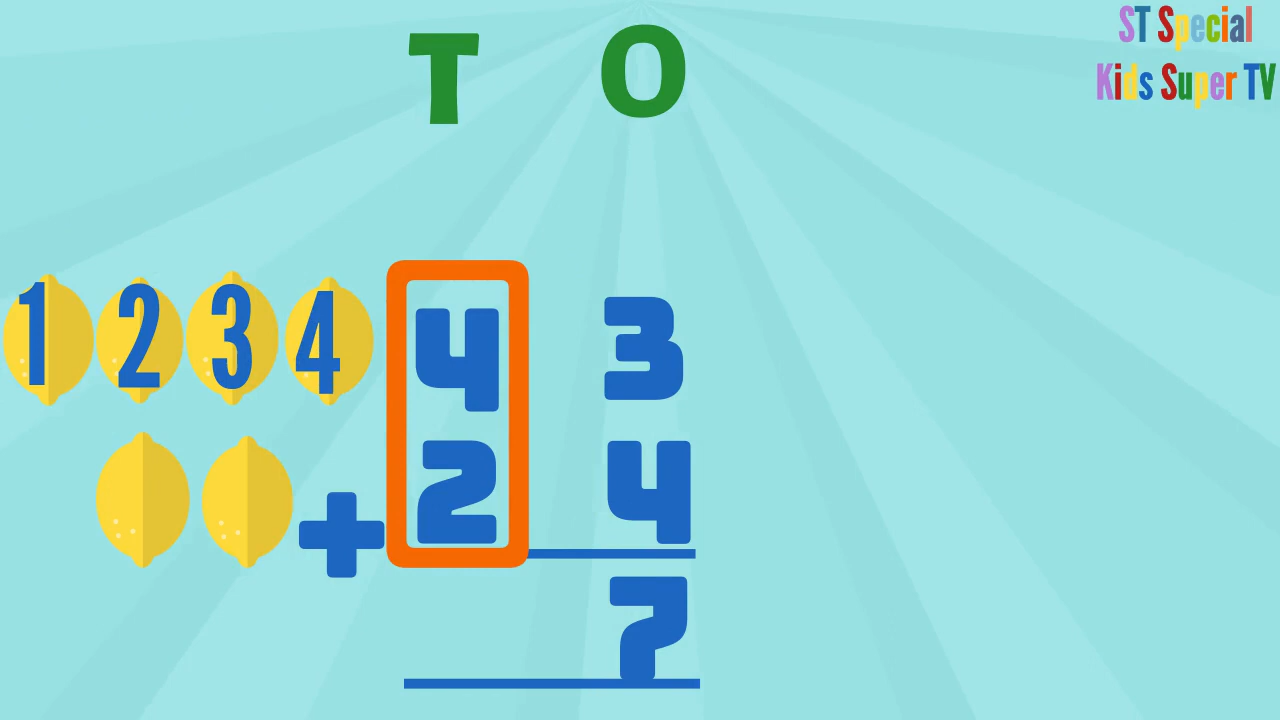 ST Special
Kids Super TV
T O
1 2 3 4 4 3
+ 2 4
7